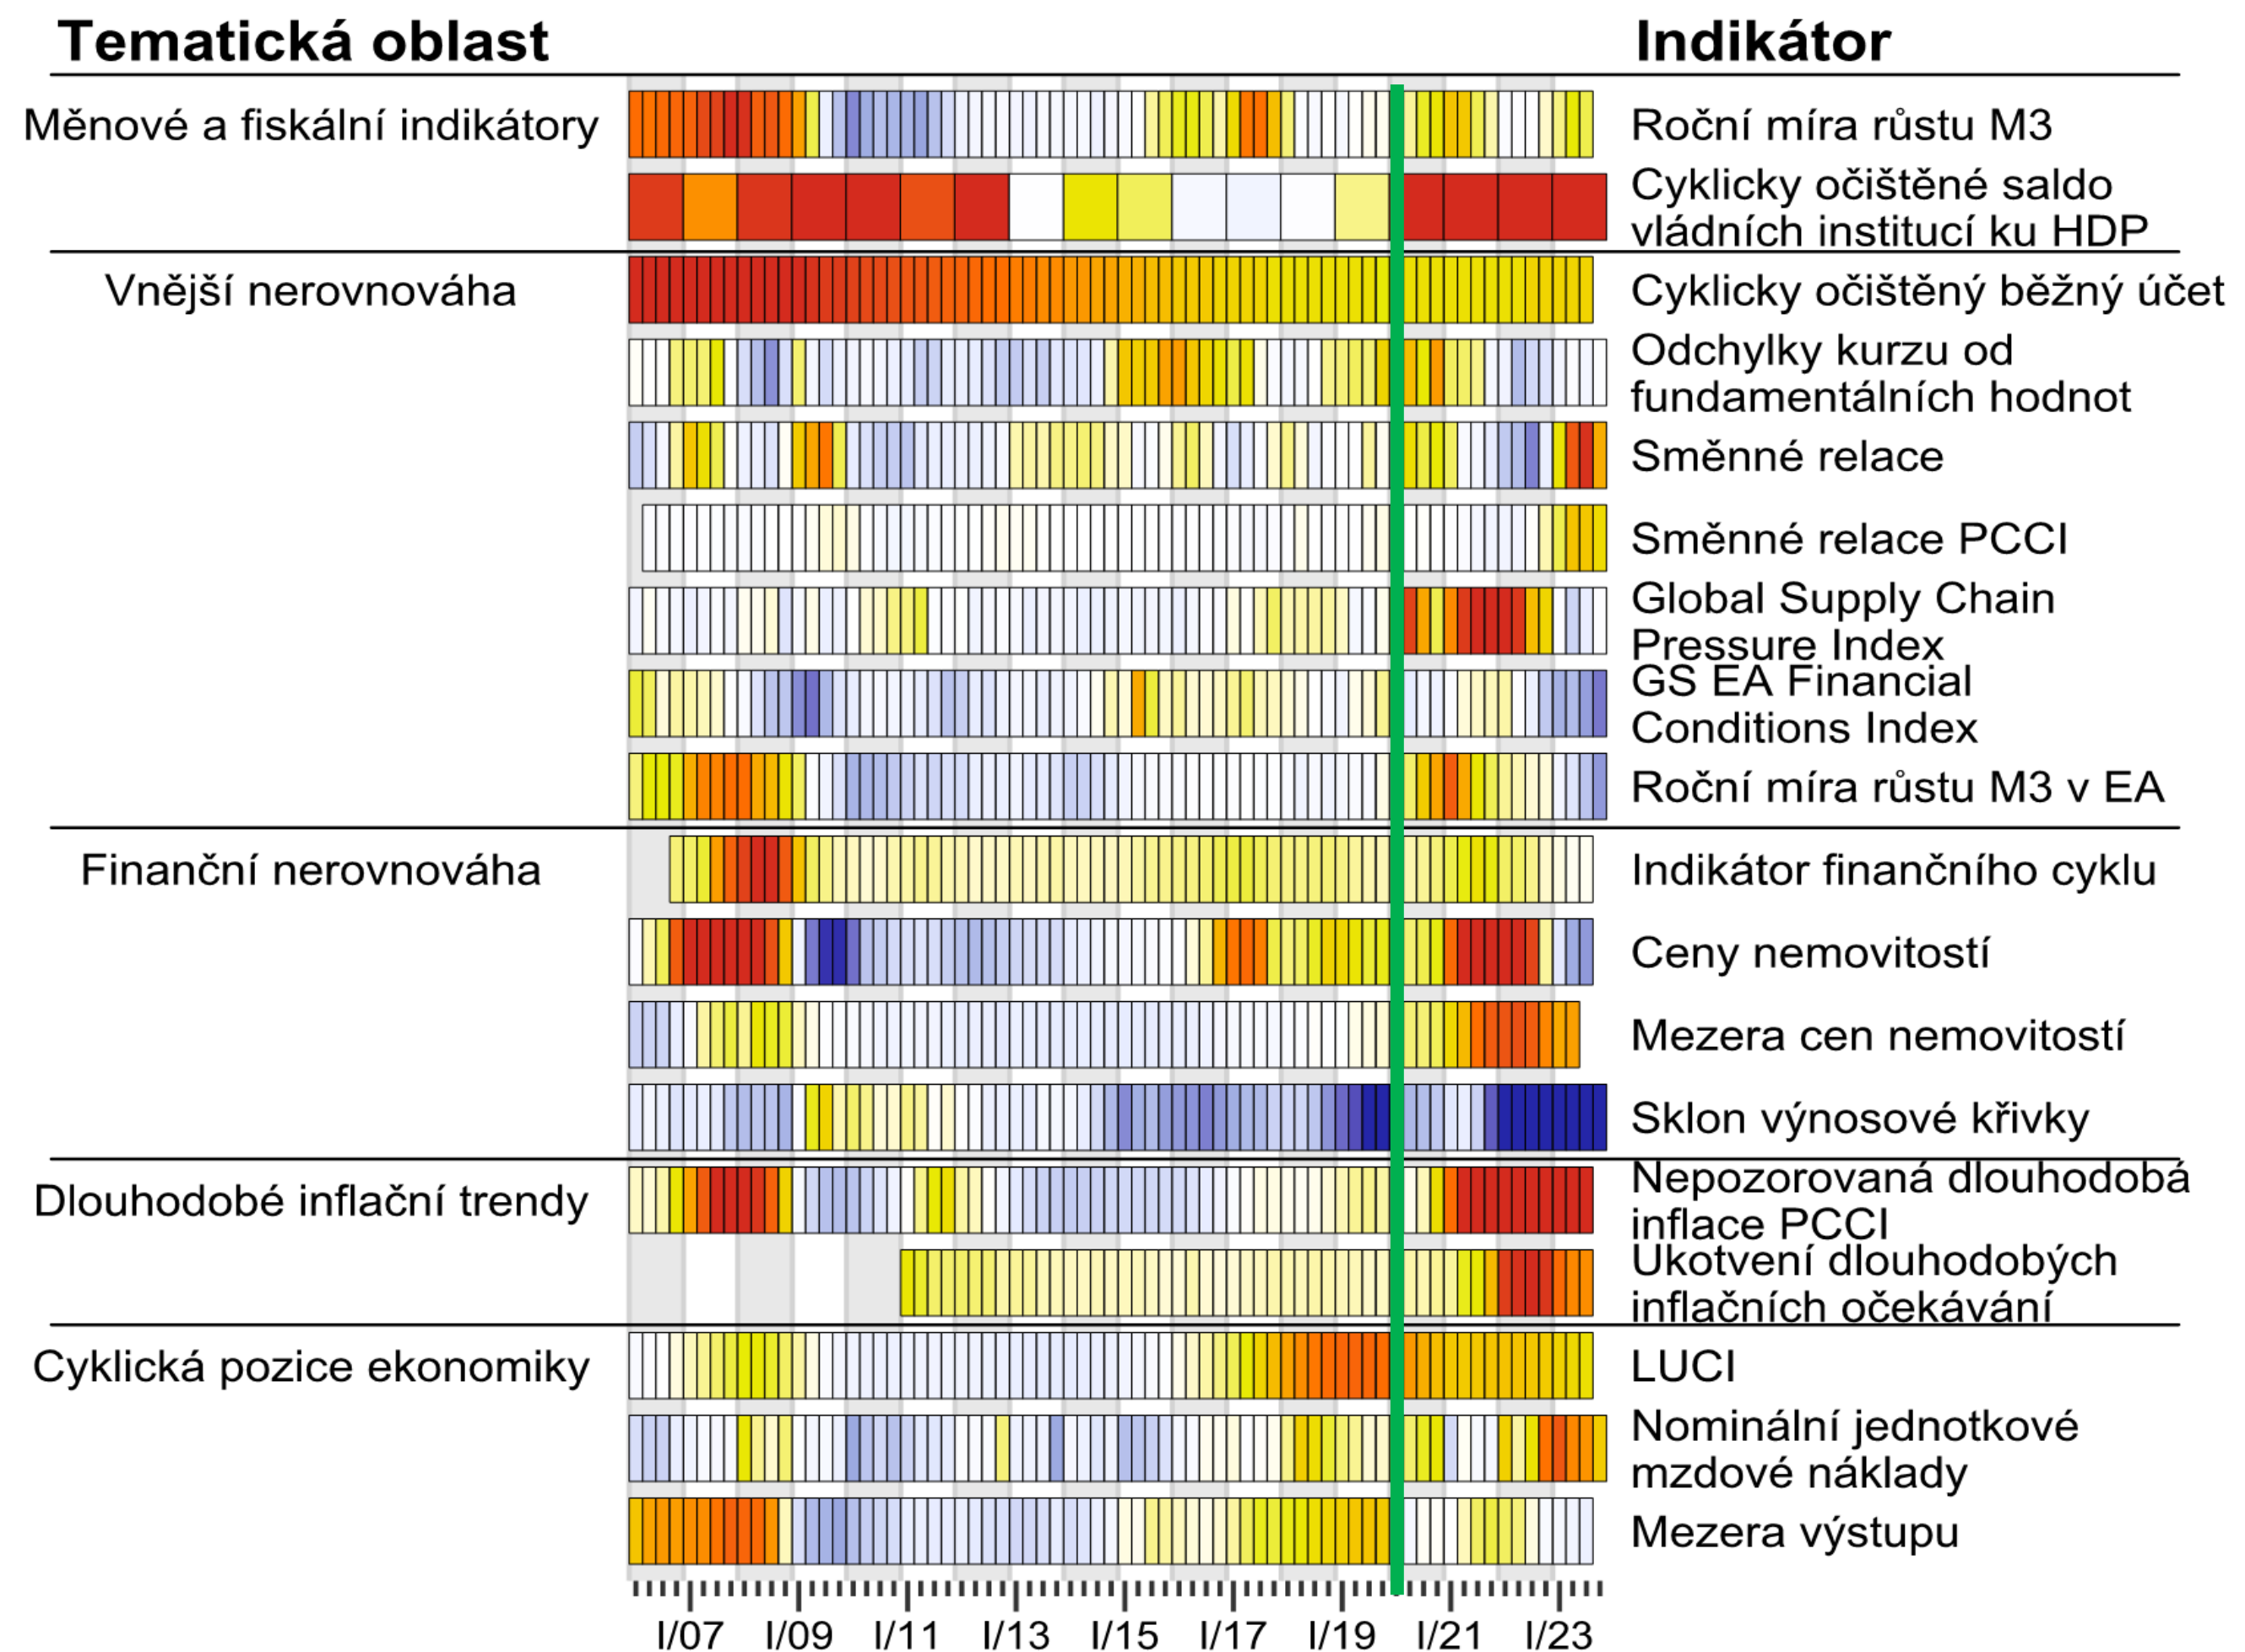 Tematická oblast
Indikátor
Měnové a fiskální indikátory
Roční míra růstu M3
Cyklicky očištěné saldo
vládních institucí ku HDP
Vnější nerovnováha
Cyklicky očištěný běžný účet
Odchylky kurzu od
fundamentálních hodnot
Směnné relace
Směnné relace PCCI
Global Supply Chain
Pressure Index
GS EA Financial
Conditions Index
Roční míra růstu M3 v EA
Finanční nerovnováha
Indikátor finančního cyklu
Ceny nemovitostí
Mezera cen nemovitostí
Sklon výnosové křivky
Dlouhodobé inflační trendy
Nepozorovaná dlouhodobá
inflace PCCI
Ukotvení dlouhodobých
inflačních očekávání
Cyklická pozice ekonomiky
LUCI
Nominální jednotkové
mzdové náklady
Mezera výstupu
I/07 I/09 I/11 I/13 I/15 I/17 I/19 I/21 I/23